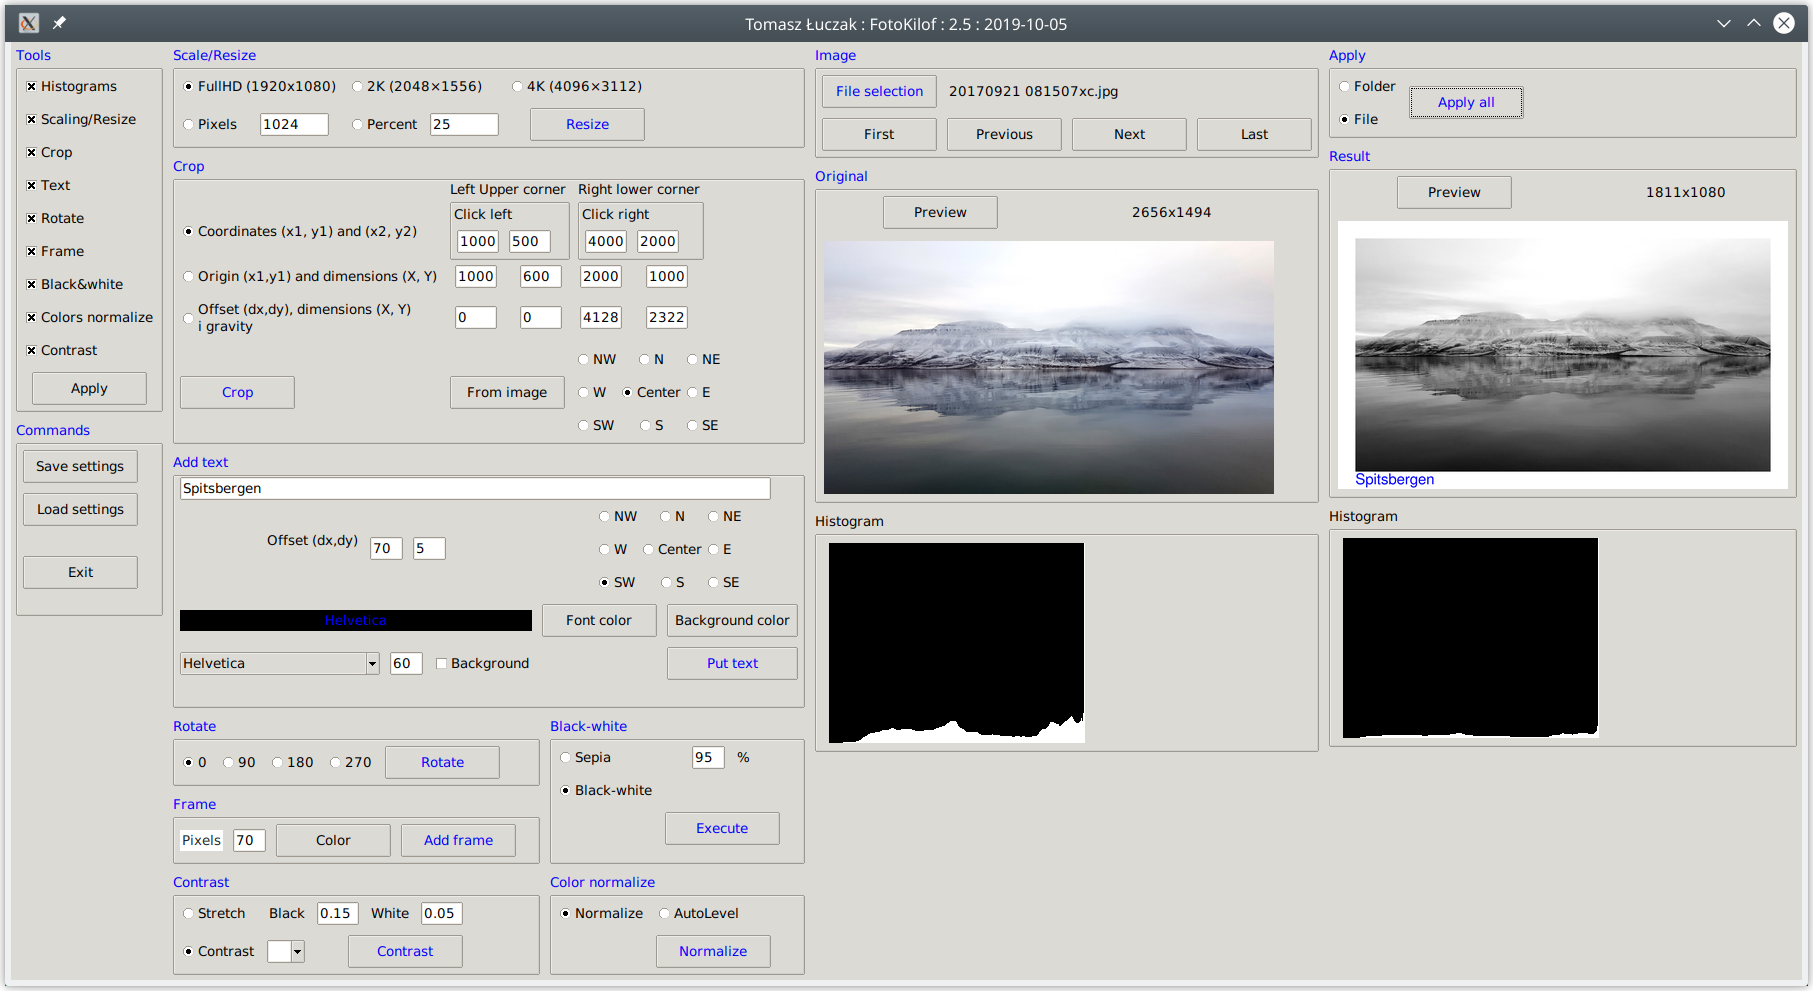 Tomasz Łuczak : FotoKilof : 2.5 : 2019-10-05
Tools
Histograms
Scaling/Resize
Crop
Text
Rotate
Frame
Black&white
Colors normalize
Contrast
Apply
Commands
Save settings
Load settings
Exit
Scale/Resize
FullHD (1920x1080) 2K (2048×1556) 4K (4096×3112)
Pixels 1024 Percent 25 Resize
Crop
Left Upper corner Right lower corner
Click left Click right
Coordinates (x1, y1) and (x2, y2) 1000 500 4000 2000
Origin (x1,y1) and dimensions (X, Y) 1000 600 2000 1000
Offset (dx,dy), dimensions (X, Y)
i gravity 0 0 4128 2322
NW N NE
Crop From image W Center E
SW S SE
Add text
Spitsbergen
NW N NE
Offset (dx,dy) 70 5 W Center E
SW S SE
Helvetica Font color Background color
Helvetica 60 Background Put text
Rotate
0 90 180 270 Rotate
Frame
Pixels 70 Color Add frame
Black-white
Sepia 95 %
Black-white
Execute
Contrast
Stretch Black 0.15 White 0.05
Contrast Contrast
Color normalize
Normalize AutoLevel
Normalize
Image
File selection 20170921 081507xc.jpg
First Previous Next Last
Original
Preview 2656x1494
Histogram
Apply
Folder
File
Apply all
Result
Preview 1811x1080
Spitsbergen
Histogram